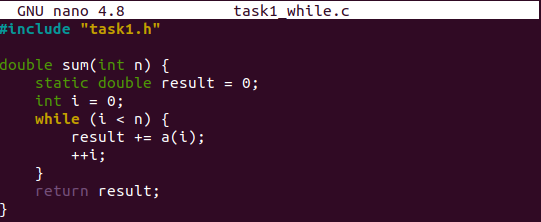 GNU nano 4.8 task1_while.c
#include "task1.h"
double sum(int n) {
    static double result = 0;
    int i = 0;
    while (i < n) {
        result += a(i);
        ++i;
    }
    return result;
}